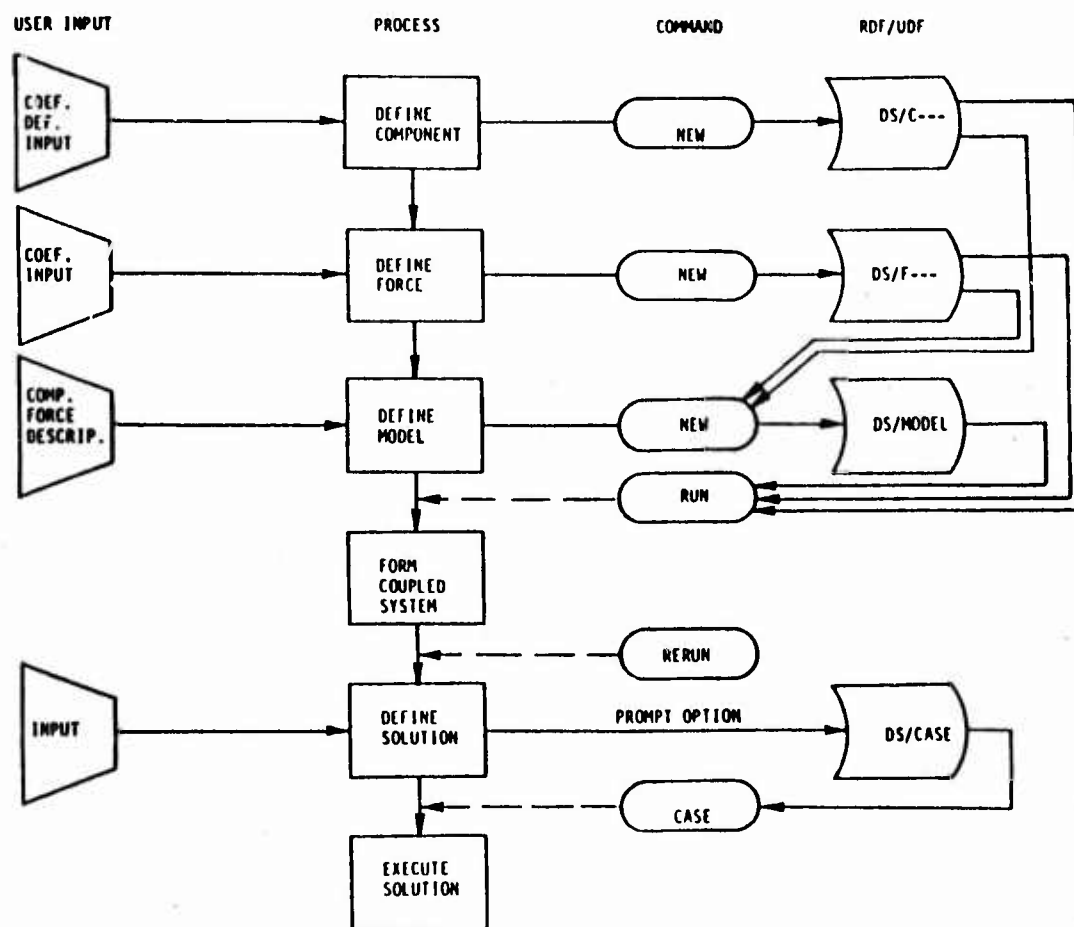 USER INPUT
PROCESS
COMMAND
RDF/UDF
COEF.
DEF.
INPUT
DEFINE
COMPONENT
NEW
DS/C---
COEF.
INPUT
DEFINE
FORCE
NEW
DS/F---
COMP.
FORCE
DESCRIP.
DEFINE
MODEL
NEW
DS/MODEL
RUN
FORM
COUPLED
SYSTEM
RERUN
INPUT
DEFINE
SOLUTION
PROMPT OPTION
DS/CASE
CASE
EXECUTE
SOLUTION